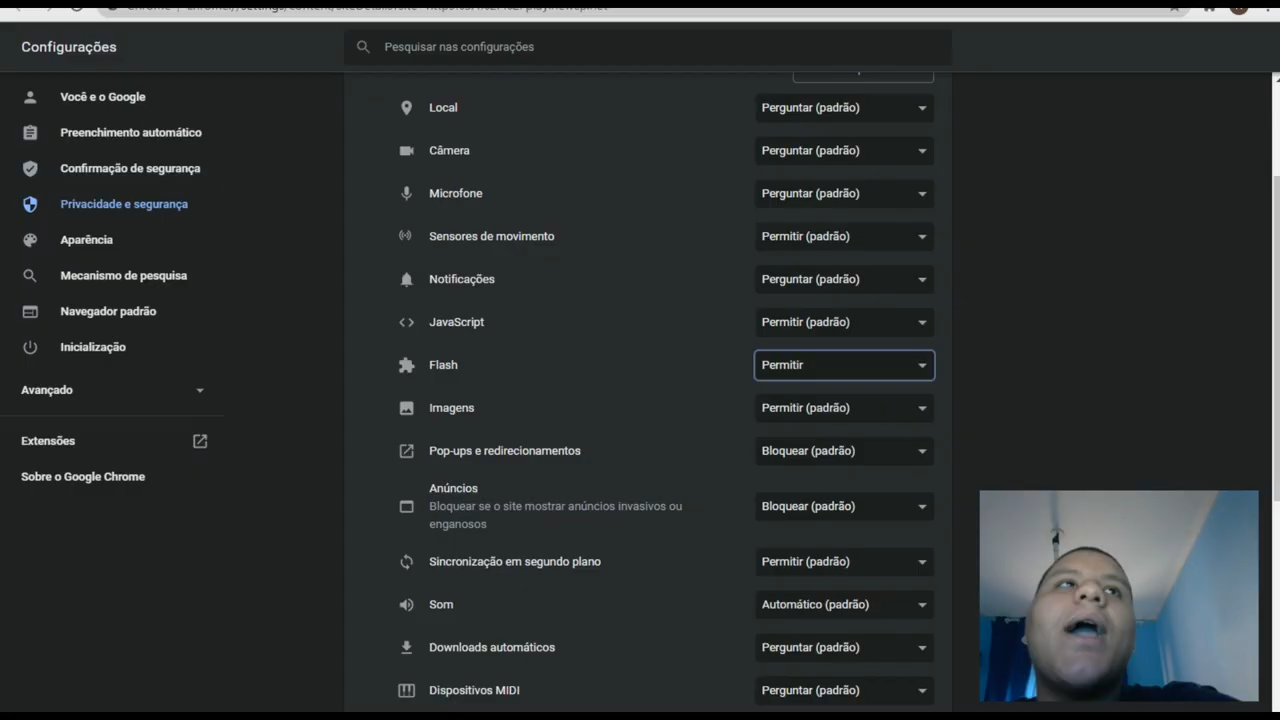 Configurações
Pesquisar nas configurações
Você e o Google
Preenchimento automático
Confirmação de segurança
Privacidade e segurança
Aparência
Mecanismo de pesquisa
Navegador padrão
Inicialização
Avançado
Extensões
Sobre o Google Chrome
Local Perguntar (padrão)
Câmera Perguntar (padrão)
Microfone Perguntar (padrão)
Sensores de movimento Permitir (padrão)
Notificações Perguntar (padrão)
JavaScript Permitir (padrão)
Flash Permitir
Imagens Permitir (padrão)
Pop-ups e redirecionamentos Bloquear (padrão)
Anúncios
Bloquear se o site mostrar anúncios invasivos ou Bloquear (padrão)
enganosos
Sincronização em segundo plano Permitir (padrão)
Som Automático (padrão)
Downloads automáticos Perguntar (padrão)
Dispositivos MIDI Perguntar (padrão)